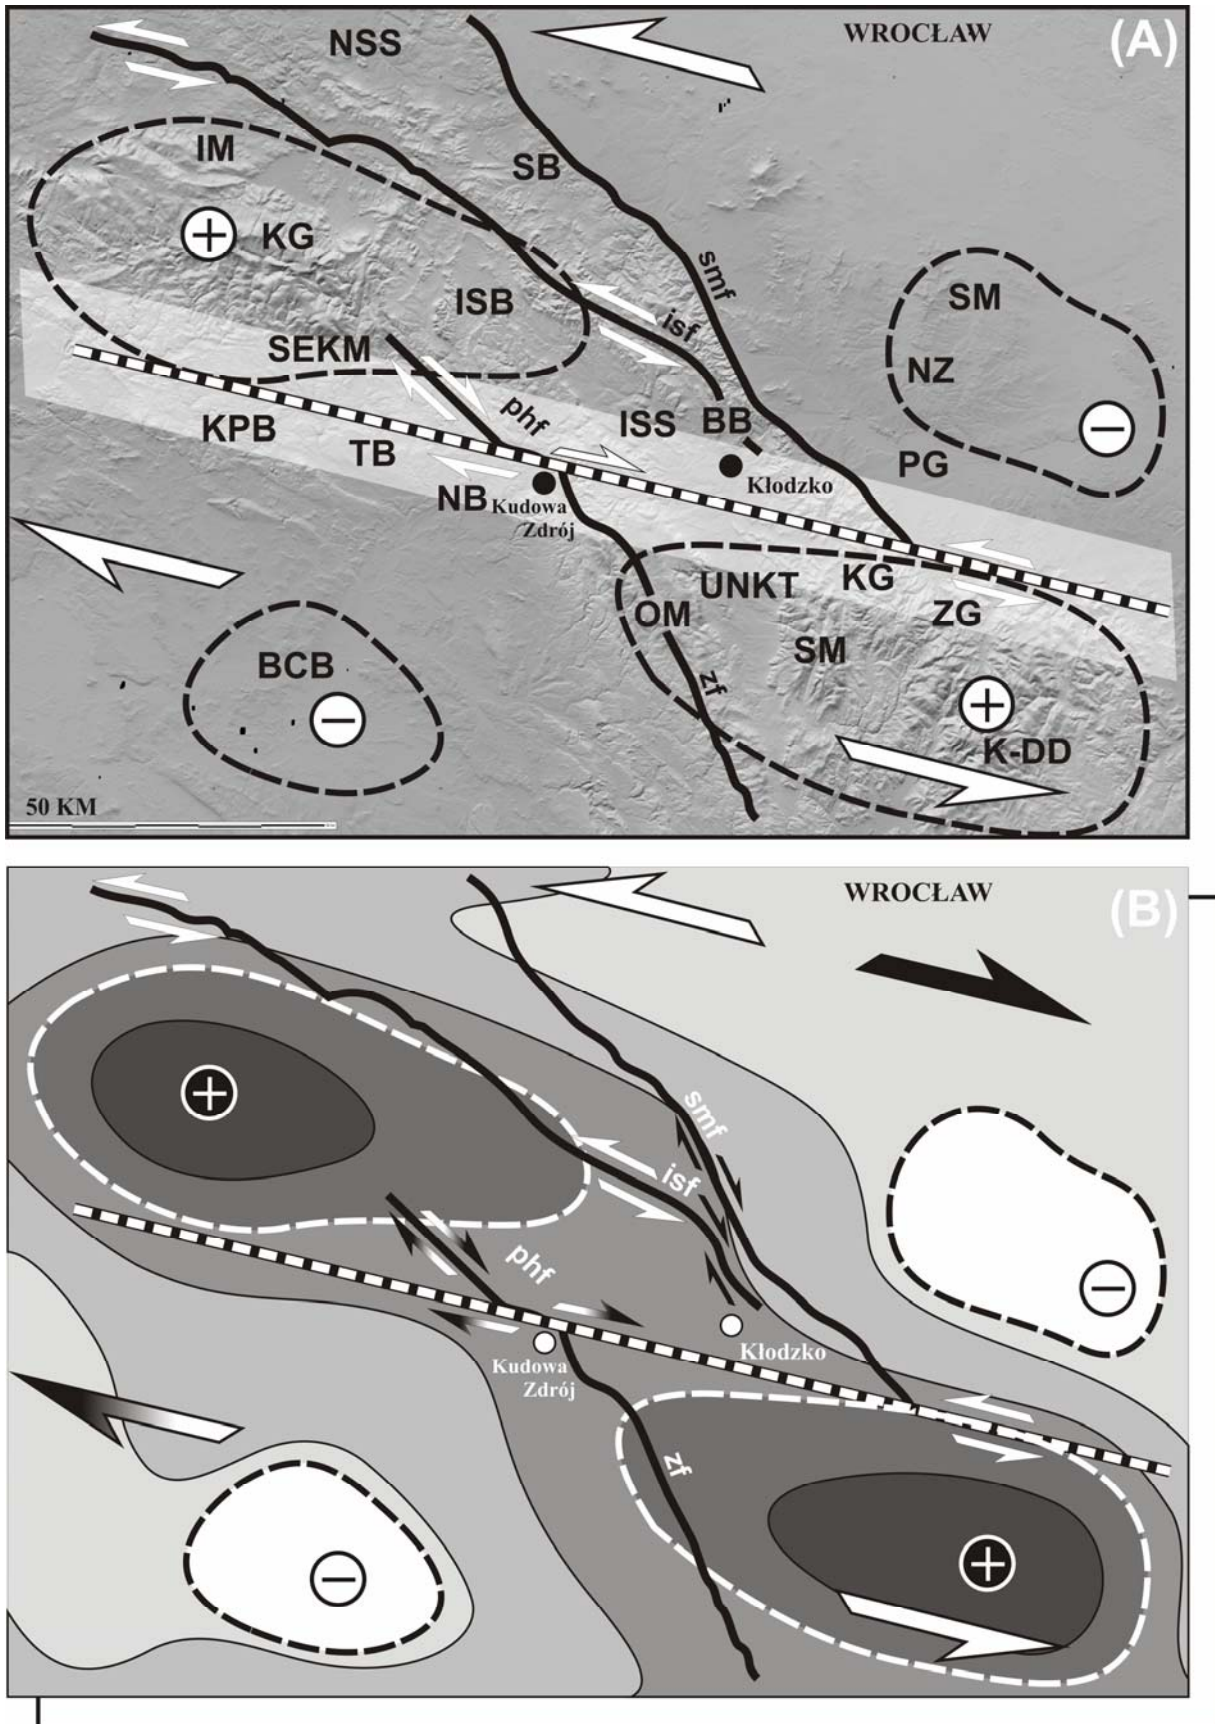 WROCŁAW
(A)
NSS
IM
SB
KG
smf
SM
ISB
isf
SEKM
NZ
phf
KPB
ISS
BB
TB
PG
Kłodzko
NB
Kudowa
Zdrój
KG
UNKT
OM
ZG
SM
BCB
zf
K-DD
50 KM
WROCŁAW
(B)
smf
isf
phf
Kłodzko
Kudowa
Zdrój
zf